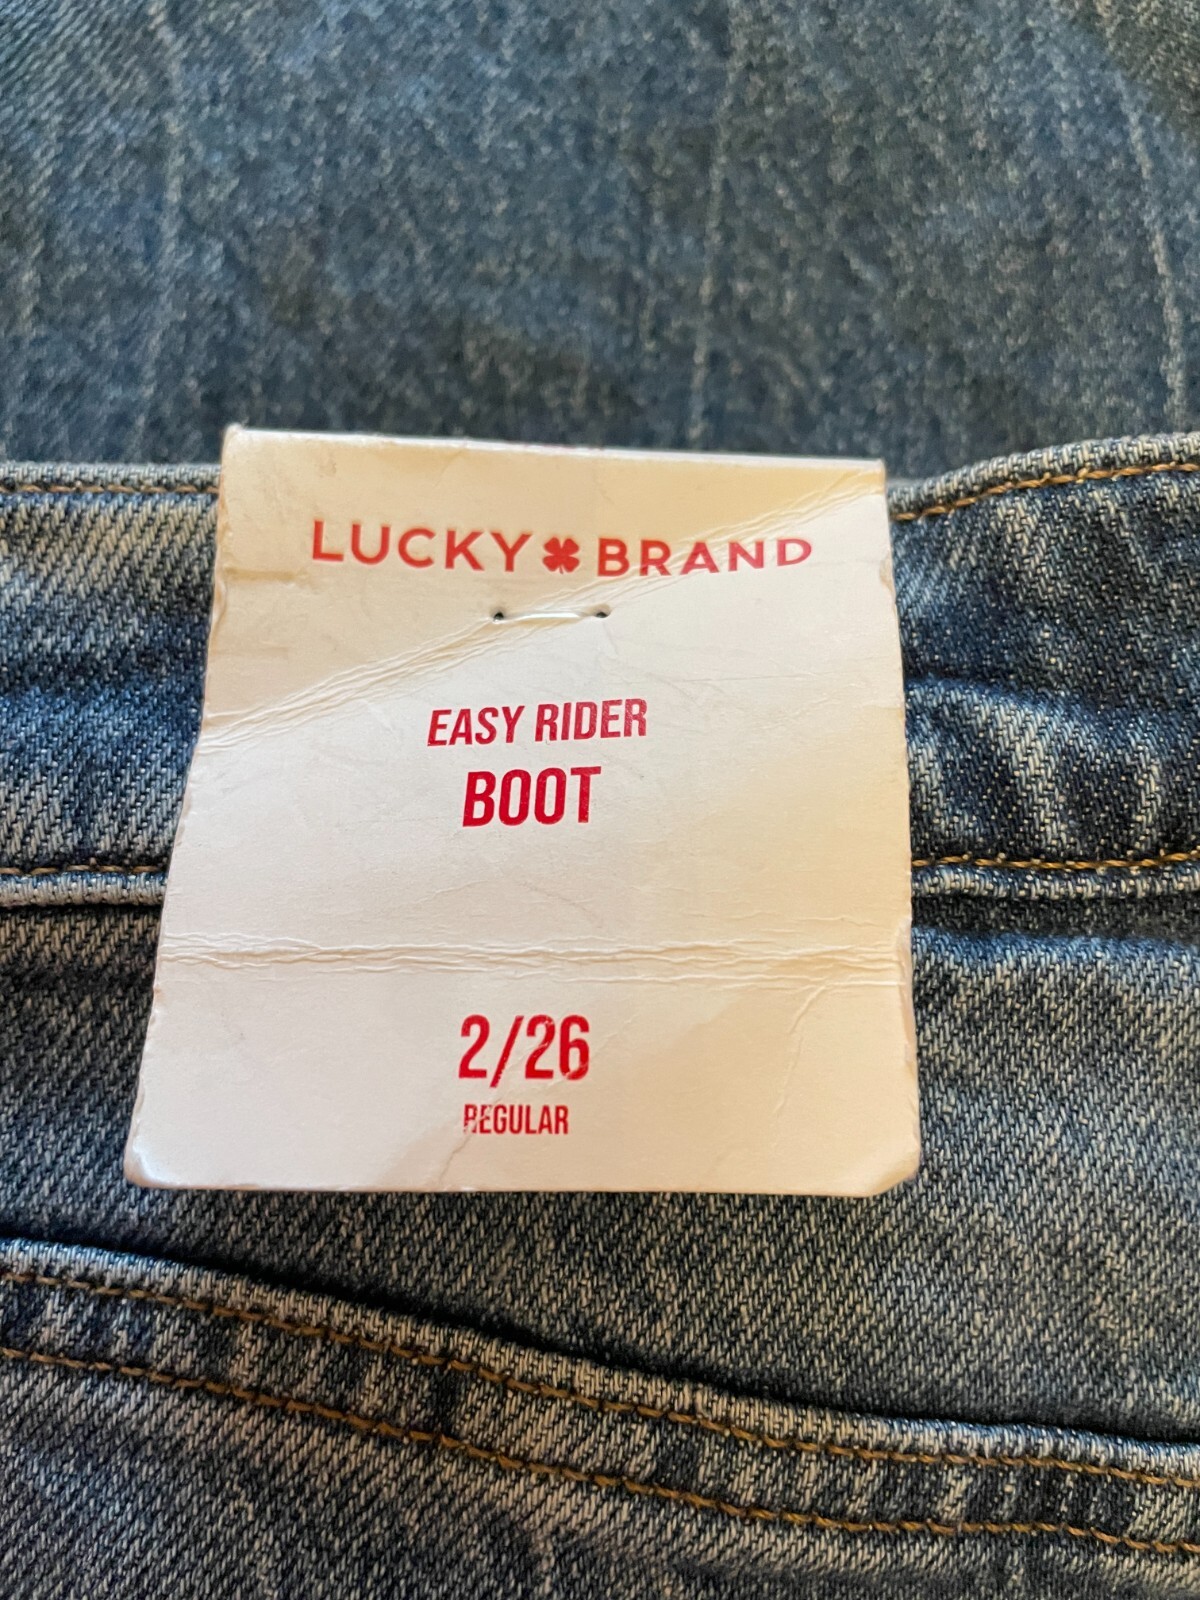 LUCKY BRAND
EASY RIDER
BOOT
2/26
REGULAR